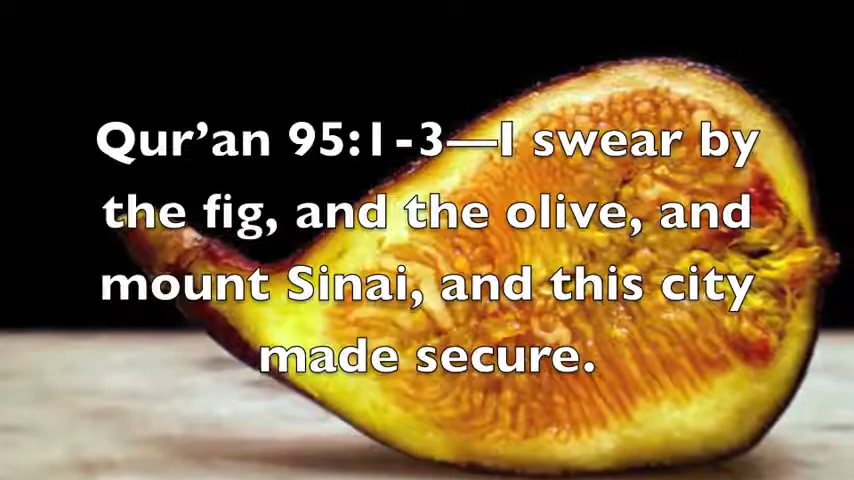 Qur’an 95:1-3—I swear by
the fig, and the olive, and
mount Sinai, and this city
made secure.